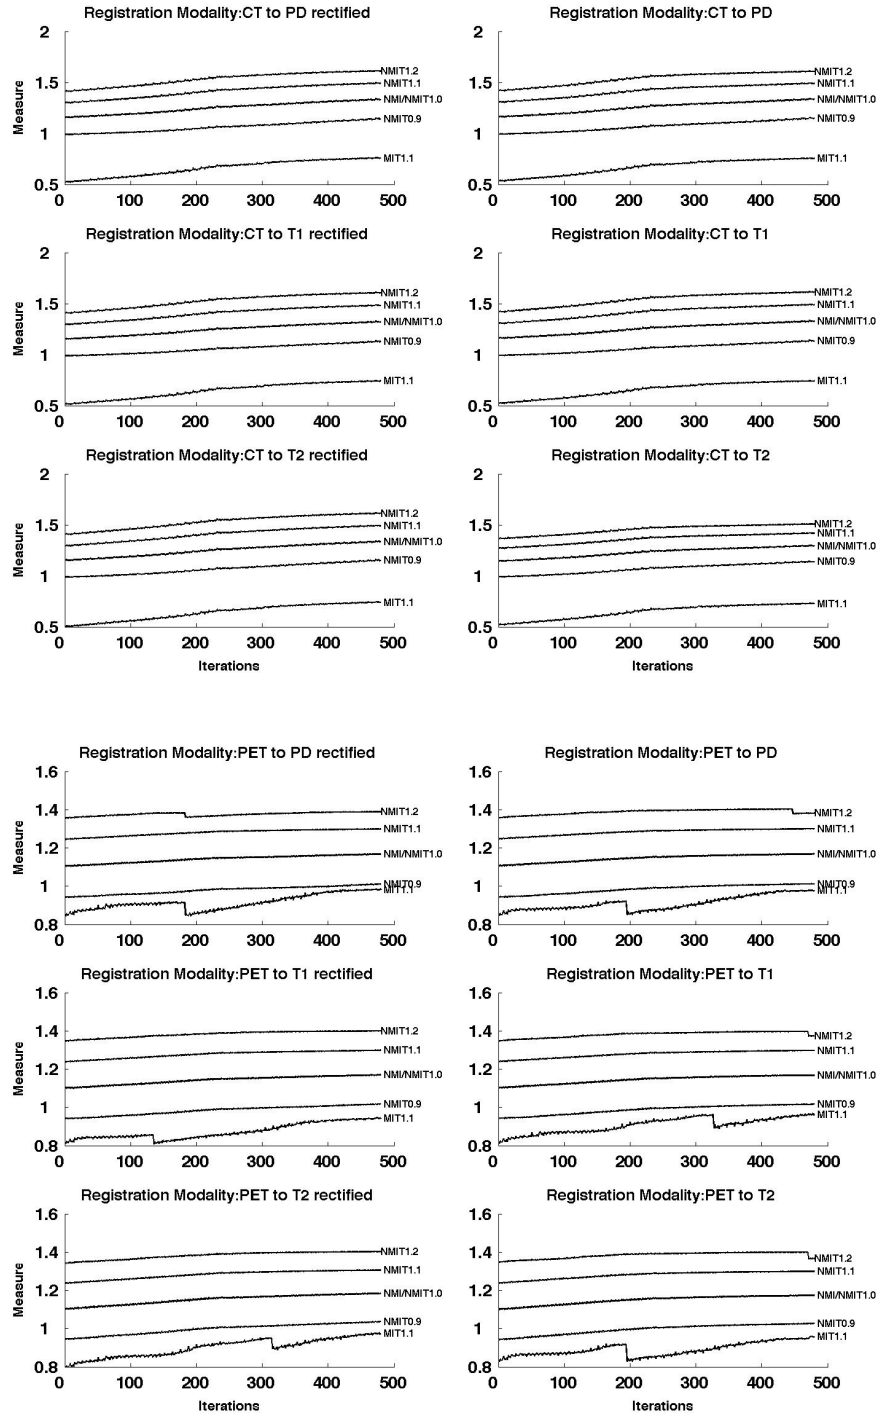 Registration Modality:CT to PD rectified
Registration Modality:CT to PD
2
1.5
1
0.5
Measure
NMIT1.2
NMIT1.1
NMI/NMIT1.0
NMIT0.9
MIT1.1
0 100 200 300 400 500
2
1.5
1
0.5
NMIT1.2
NMIT1.1
NMI/NMIT1.0
NMIT0.9
MIT1.1
0 100 200 300 400 500
Registration Modality:CT to T1 rectified
Registration Modality:CT to T1
2
1.5
1
0.5
Measure
NMIT1.2
NMIT1.1
NMI/NMIT1.0
NMIT0.9
MIT1.1
0 100 200 300 400 500
2
1.5
1
0.5
NMIT1.2
NMIT1.1
NMI/NMIT1.0
NMIT0.9
MIT1.1
0 100 200 300 400 500
Registration Modality:CT to T2 rectified
Registration Modality:CT to T2
2
1.5
1
0.5
Measure
NMIT1.2
NMIT1.1
NMI/NMIT1.0
NMIT0.9
MIT1.1
0 100 200 300 400 500
Iterations
2
1.5
1
0.5
NMIT1.2
NMIT1.1
NMI/NMIT1.0
NMIT0.9
MIT1.1
0 100 200 300 400 500
Iterations
Registration Modality:PET to PD rectified
Registration Modality:PET to PD
1.6
1.4
1.2
1
0.8
Measure
NMIT1.2
NMIT1.1
NMI/NMIT1.0
NMIT0.9
MIT1.1
0 100 200 300 400 500
1.6
1.4
1.2
1
0.8
NMIT1.2
NMIT1.1
NMI/NMIT1.0
NMIT0.9
MIT1.1
0 100 200 300 400 500
Registration Modality:PET to T1 rectified
Registration Modality:PET to T1
1.6
1.4
1.2
1
0.8
Measure
NMIT1.2
NMIT1.1
NMI/NMIT1.0
NMIT0.9
MIT1.1
0 100 200 300 400 500
1.6
1.4
1.2
1
0.8
NMIT1.2
NMIT1.1
NMI/NMIT1.0
NMIT0.9
MIT1.1
0 100 200 300 400 500
Registration Modality:PET to T2 rectified
Registration Modality:PET to T2
1.6
1.4
1.2
1
0.8
Measure
NMIT1.2
NMIT1.1
NMI/NMIT1.0
NMIT0.9
MIT1.1
0 100 200 300 400 500
Iterations
1.6
1.4
1.2
1
0.8
NMIT1.2
NMIT1.1
NMI/NMIT1.0
NMIT0.9
MIT1.1
0 100 200 300 400 500
Iterations